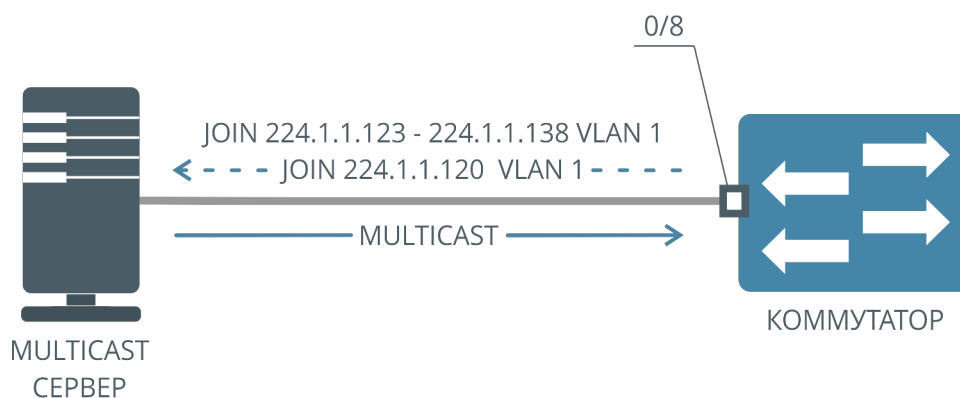 0/8
JOIN 224.1.1.123 - 224.1.1.138 VLAN 1
JOIN 224.1.1.120 VLAN 1
MULTICAST
КОММУТАТОР
MULTICAST
СЕРВЕР